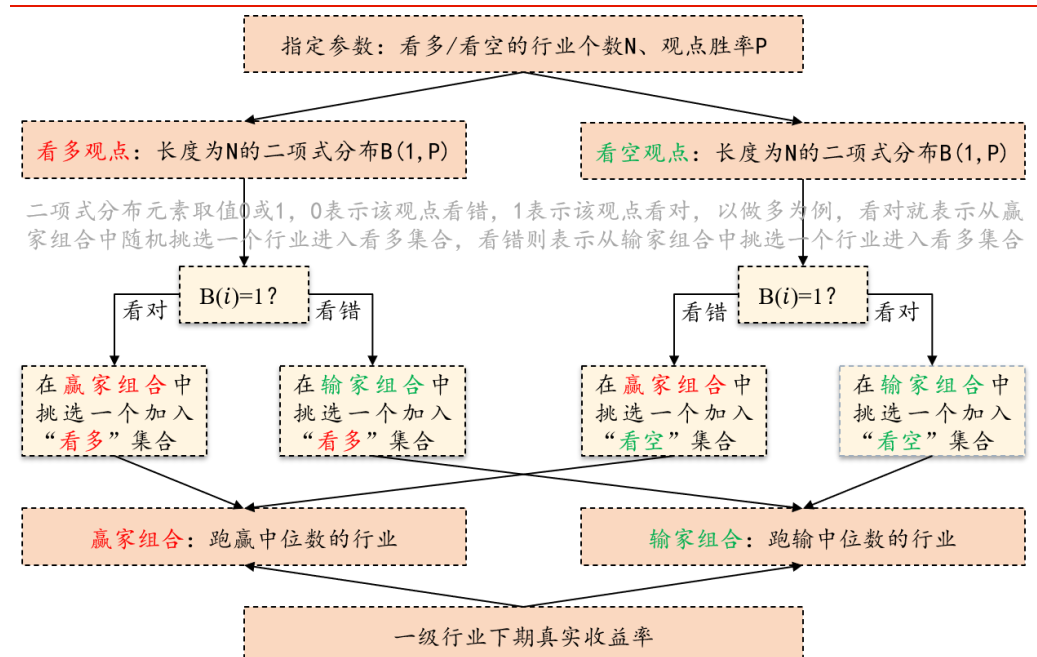 指定参数：看多/看空的行业个数N、观点胜率P
看多观点：长度为N的二项式分布B(1,P)
看空观点：长度为N的二项式分布B(1,P)
二项式分布元素取值0或1，0表示该观点看错，1表示该观点看对，以做多为例，看对就表示从赢
家组合中随机挑选一个行业进入看多集合，看错则表示从输家组合中挑选一个行业进入看多集合
B(i)=1?
B(i)=1?
看对
看错
看错
看对
在赢家组合中
挑选一个加入
“看多”集合
在输家组合中
挑选一个加入
“看多”集合
在赢家组合中
挑选一个加入
“看空”集合
在输家组合中
挑选一个加入
“看空”集合
赢家组合：跑赢中位数的行业
输家组合：跑输中位数的行业
一级行业下期真实收益率